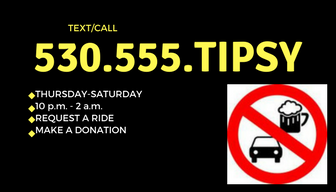 TEXT/CALL
530.555.TIPSY
THURSDAY-SATURDAY
10 p.m. - 2 a.m.
REQUEST A RIDE
MAKE A DONATION